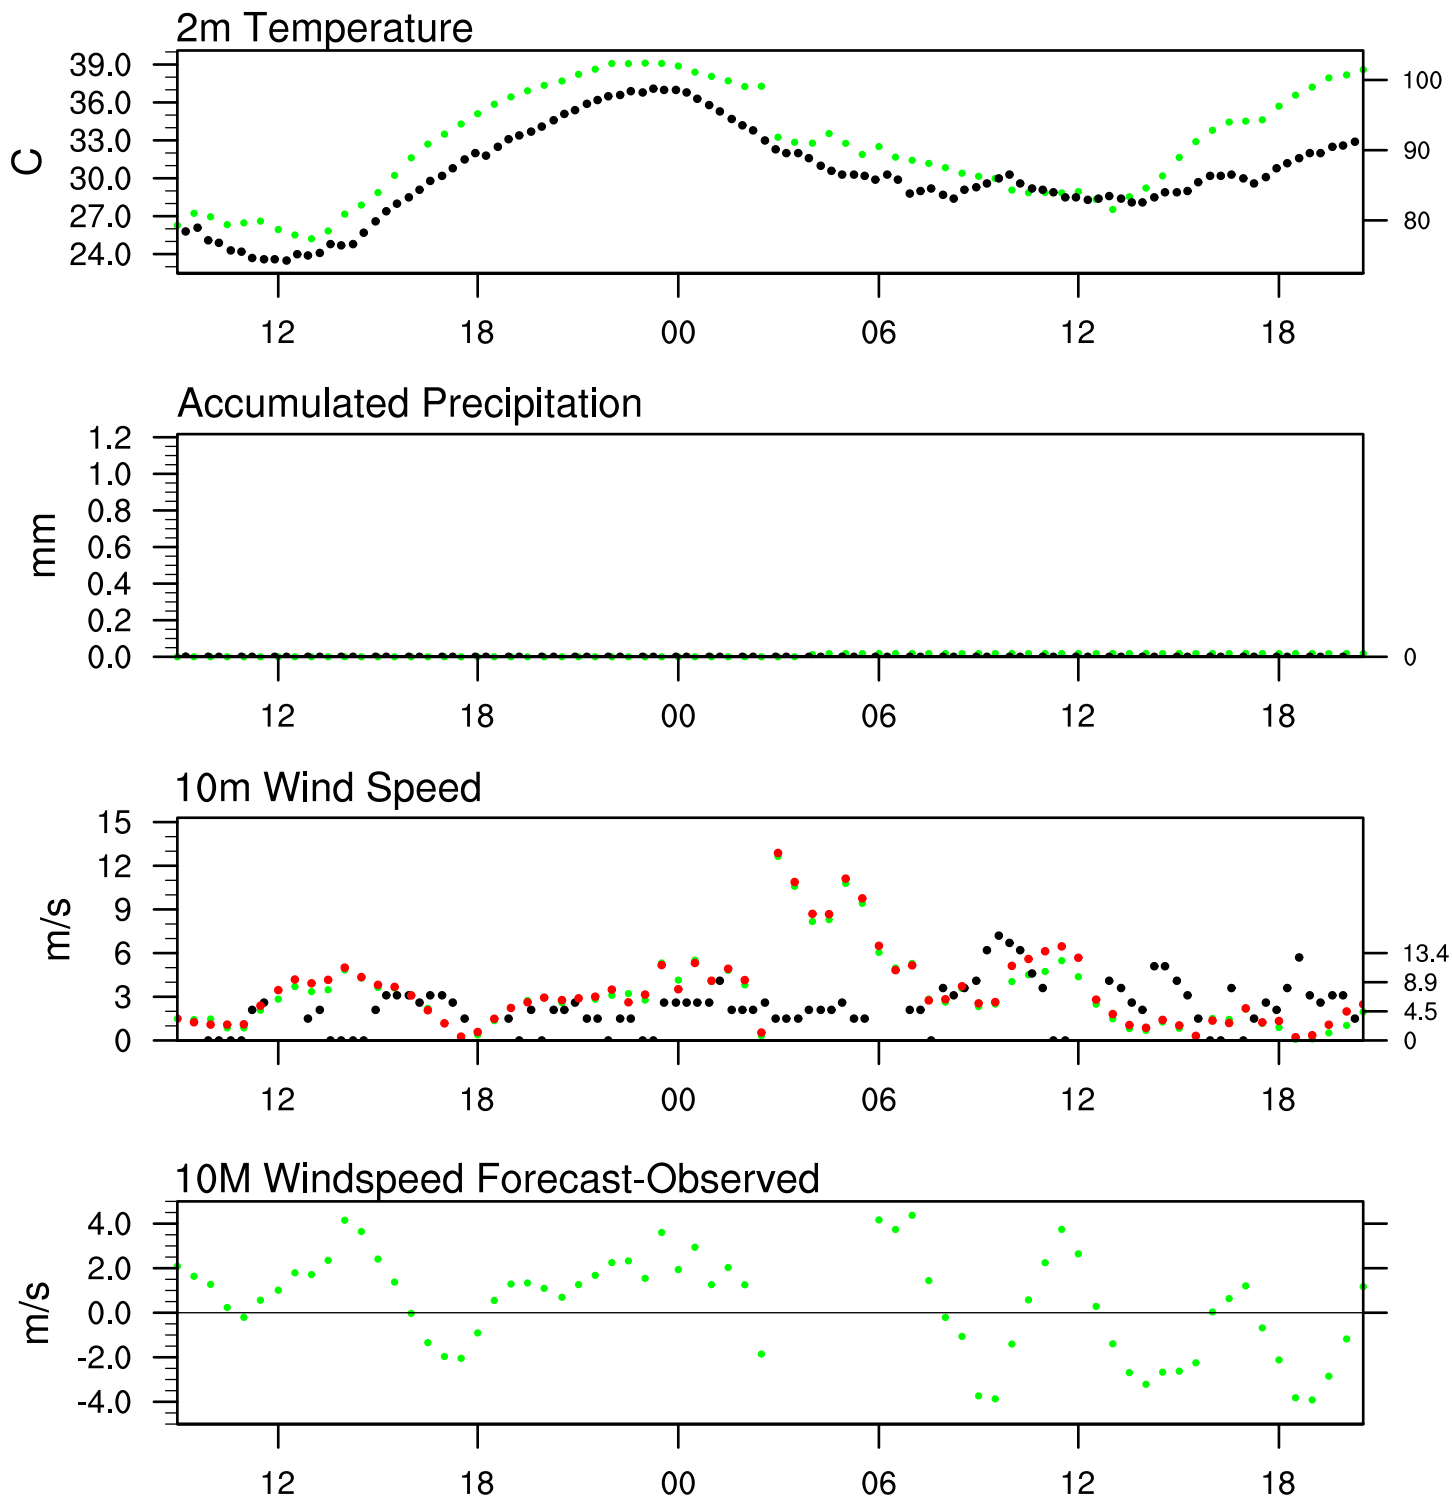 2m Temperature
39.0
36.0
33.0
30.0
27.0
24.0
C
100
90
80
12 18 00 06 12 18
Accumulated Precipitation
1.2
1.0
0.8
0.6
0.4
0.2
0.0
mm
0
12 18 00 06 12 18
10m Wind Speed
15
12
9
6
3
0
m/s
13.4
8.9
4.5
0
12 18 00 06 12 18
10M Windspeed Forecast-Observed
4.0
2.0
0.0
-2.0
-4.0
m/s
12 18 00 06 12 18